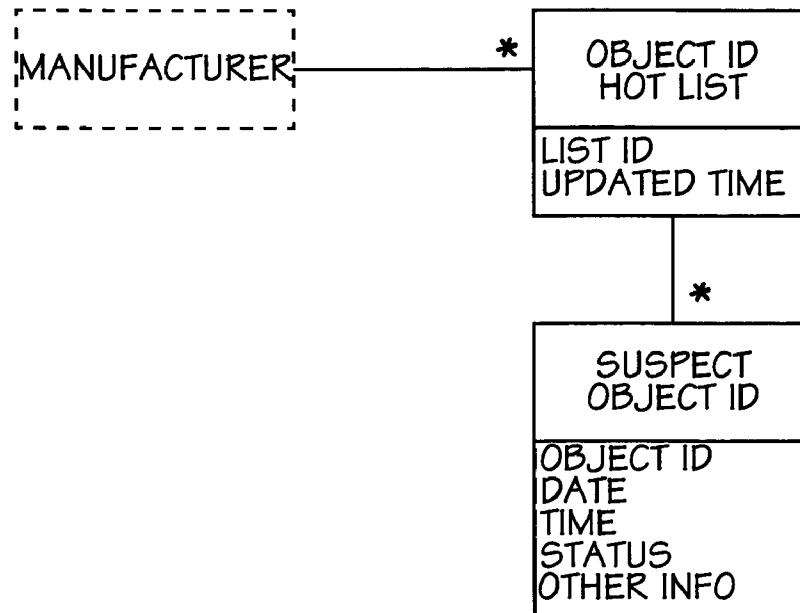 MANUFACTURER
*
OBJECT ID
HOT LIST
LIST ID
UPDATED TIME
*
SUSPECT
OBJECT ID
OBJECT ID
DATE
TIME
STATUS
OTHER INFO